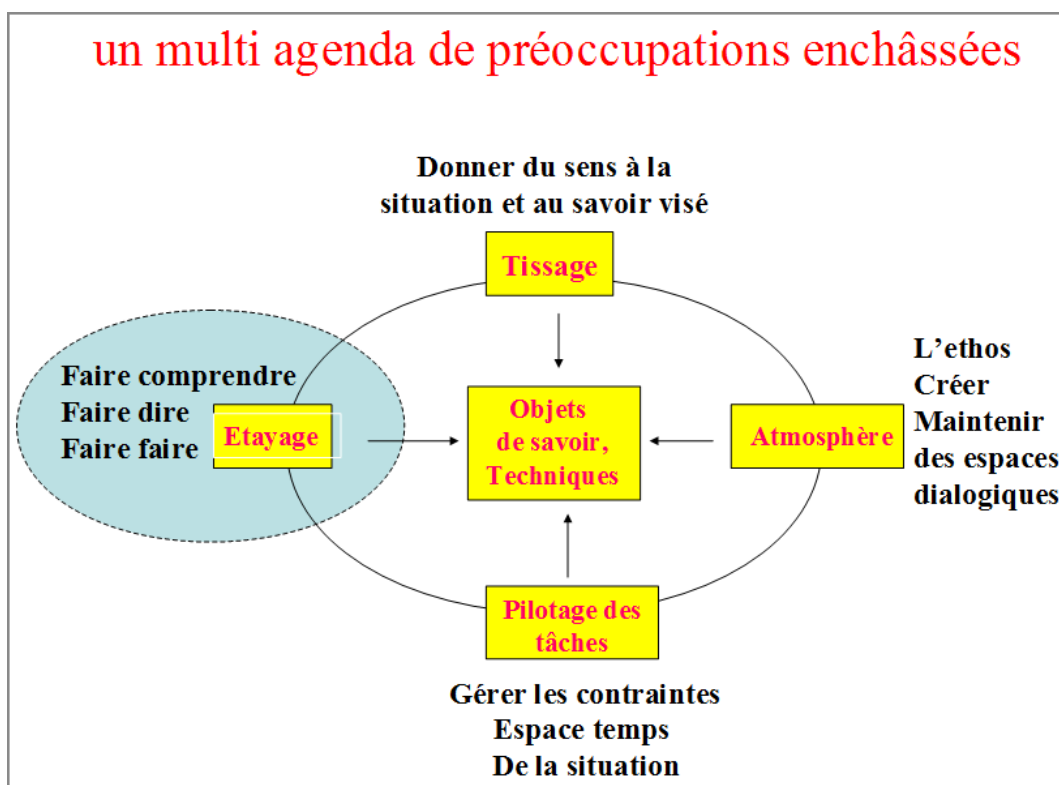 un multi agenda de préoccupations enchâssées
Donner du sens à la
situation et au savoir visé
Tissage
Faire comprendre
Faire dire
Faire faire
Etayage
Objets
de savoir,
Techniques
Atmosphère
L'ethos
Créer
Maintenir
des espaces
dialogiques
Pilotage des
tâches
Gérer les contraintes
Espace temps
De la situation